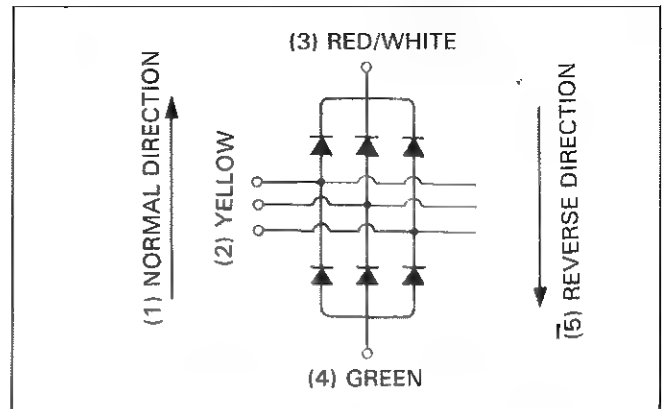 (3) RED/WHITE
(1) NORMAL DIRECTION
(2) YELLOW
(5) REVERSE DIRECTION
(4) GREEN